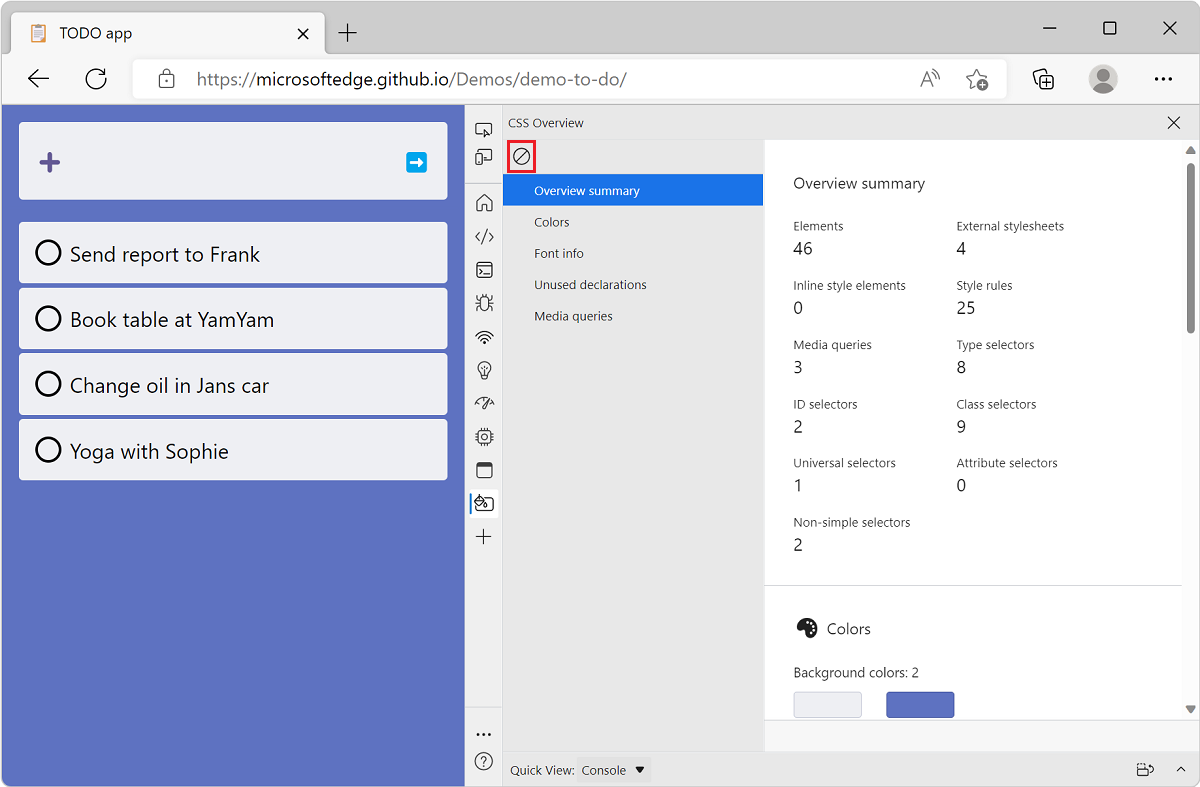 TODO app
https://microsoftedge.github.io/Demos/demo-to-do/
Send report to Frank
Book table at YamYam
Change oil in Jans car
Yoga with Sophie
CSS Overview
Overview summary
Colors
Font info
Unused declarations
Media queries
Overview summary
Elements External stylesheets
46 4
Inline style elements Style rules
0 25
Media queries Type selectors
3 8
ID selectors Class selectors
2 9
Universal selectors Attribute selectors
1 0
Non-simple selectors
2
Colors
Background colors: 2
Quick View: Console